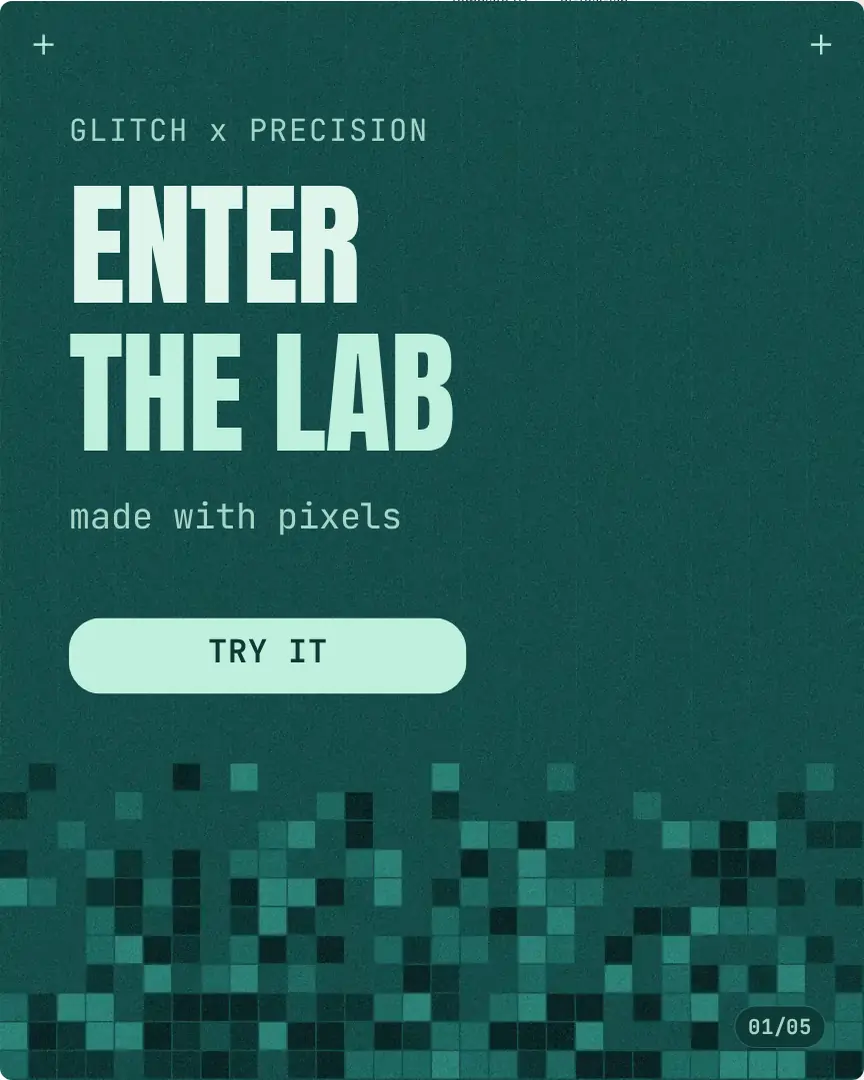 GLITCH x PRECISION
ENTER
THE LAB
made with pixels
TRY IT
01/05